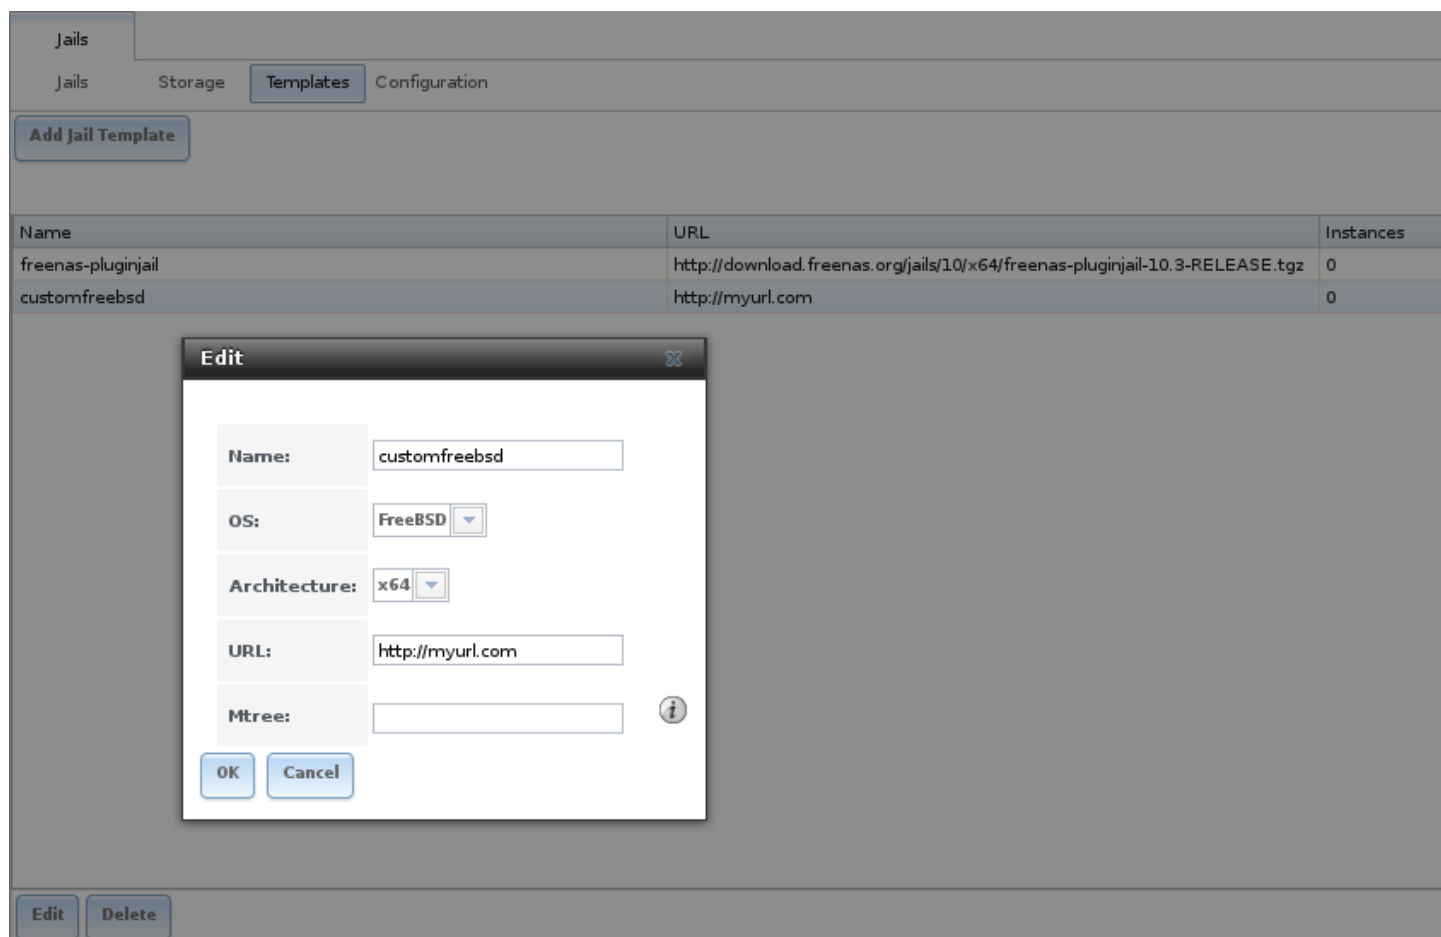 Jails
Jails Storage Templates Configuration
Add Jail Template
Name URL Instances
freenas-pluginjail http://download.freenas.org/jails/10/x64/freenas-pluginjail-10.3-RELEASE.tgz 0
customfreebsd http://myurl.com 0
Edit
Name: customfreebsd
OS: FreeBSD
Architecture: x64
URL: http://myurl.com
Mtree: i
OK Cancel
Edit Delete